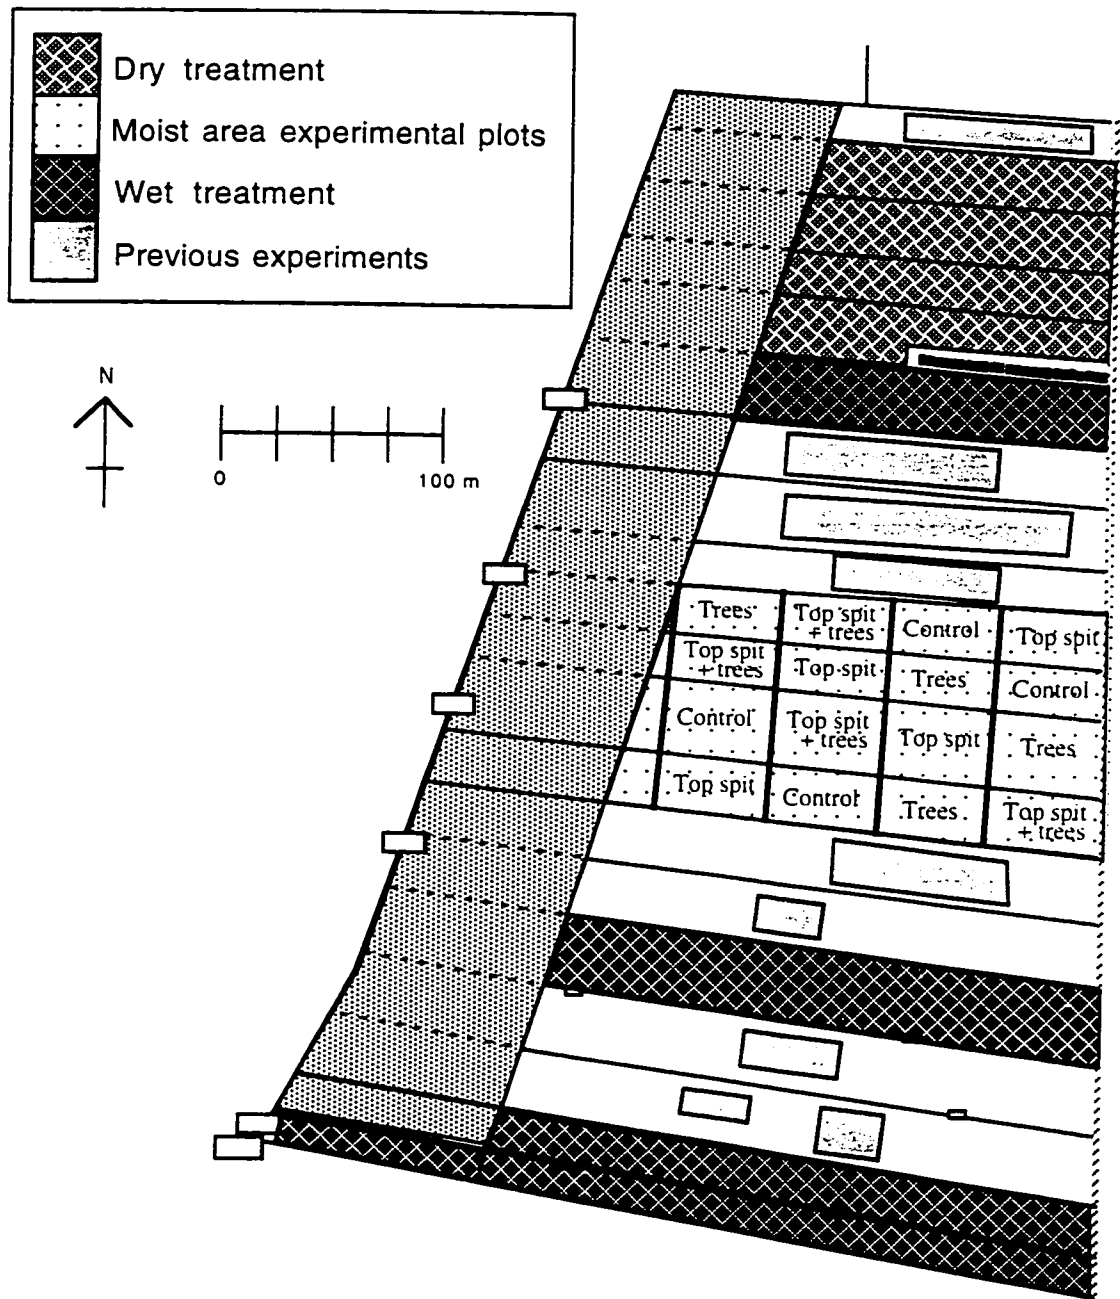 Dry treatment
Moist area experimental plots
Wet treatment
Previous experiments
N
0
100 m
Trees
Top spit
+ trees
Control
Top spit
Top spit
+ trees
Top spit
Trees
Control
Control
Top spit
+ trees
Top spit
Trees
Top spit
Control
Trees
Top spit
+ trees